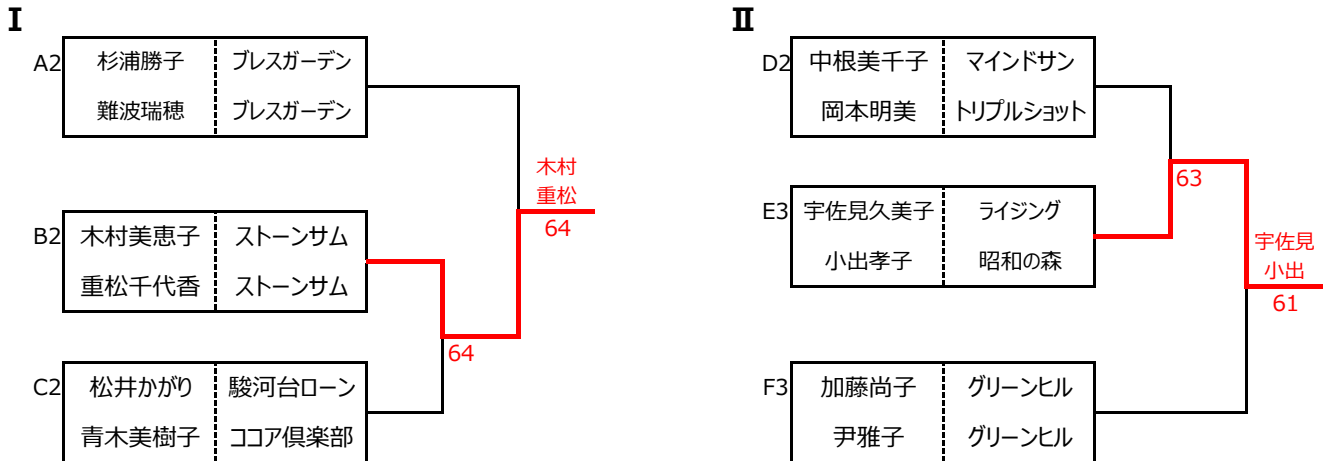 I
A2 杉浦勝子 ブレスガーデン
難波瑞穂 ブレスガーデン
木村
重松
64
B2 木村美恵子 ストーンサム
重松千代香 ストーンサム
64
C2 松井かがり 駿河台ローン
青木美樹子 ココア倶楽部
II
D2 中根美千子 マインドサン
岡本明美 トリプルショット
63
E3 宇佐見久美子 ライジング
小出孝子 昭和の森
宇佐見
小出
61
F3 加藤尚子 グリーンヒル
尹雅子 グリーンヒル